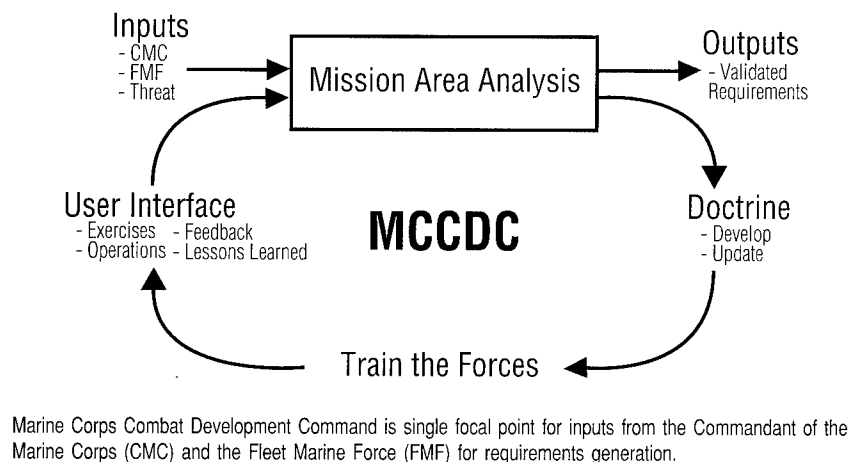 Inputs
- CMC
- FMF
- Threat
Mission Area Analysis
Outputs
- Validated
Requirements
User Interface
- Exercises - Feedback
- Operations - Lessons Learned
MCCDC
Doctrine
- Develop
- Update
Train the Forces
Marine Corps Combat Development Command is single focal point for inputs from the Commandant of the
Marine Corps (CMC) and the Fleet Marine Force (FMF) for requirements generation.